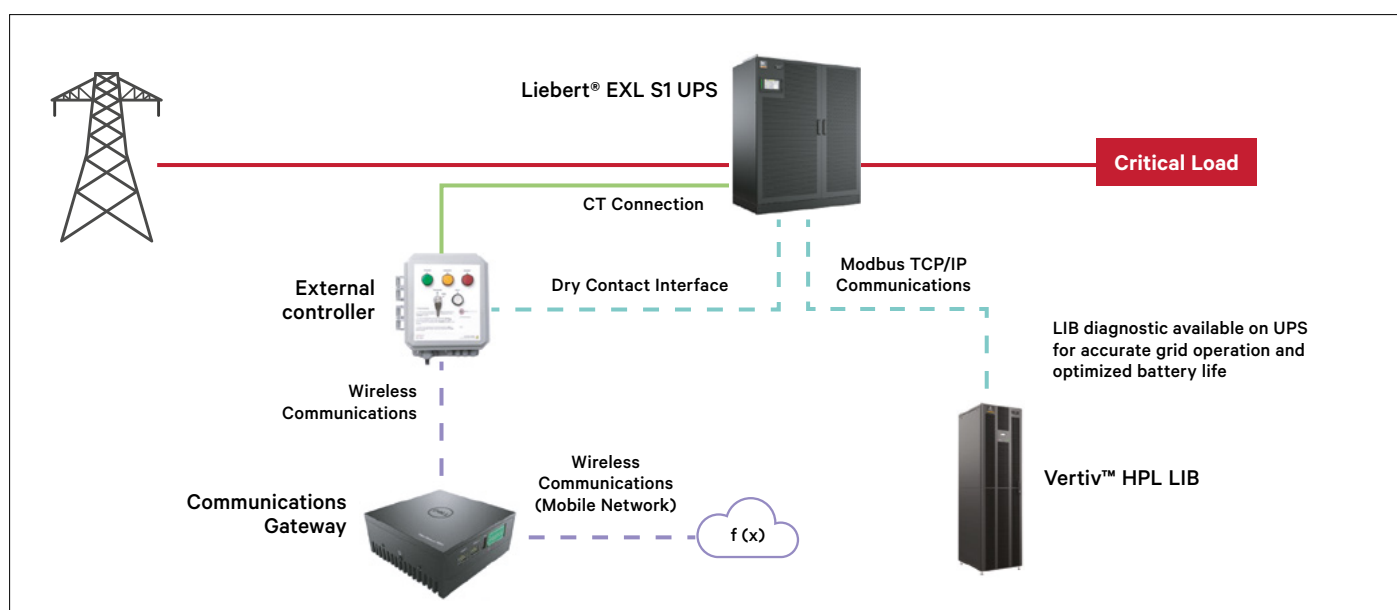 Liebert® EXL S1 UPS
Critical Load
CT Connection
External
controller
Dry Contact Interface
Modbus TCP/IP
Communications
LIB diagnostic available on UPS
for accurate grid operation and
optimized battery life
Wireless
Communications
Communications
Gateway
DELL
Wireless
Communications
(Mobile Network)
f (x)
Vertiv™ HPL LIB